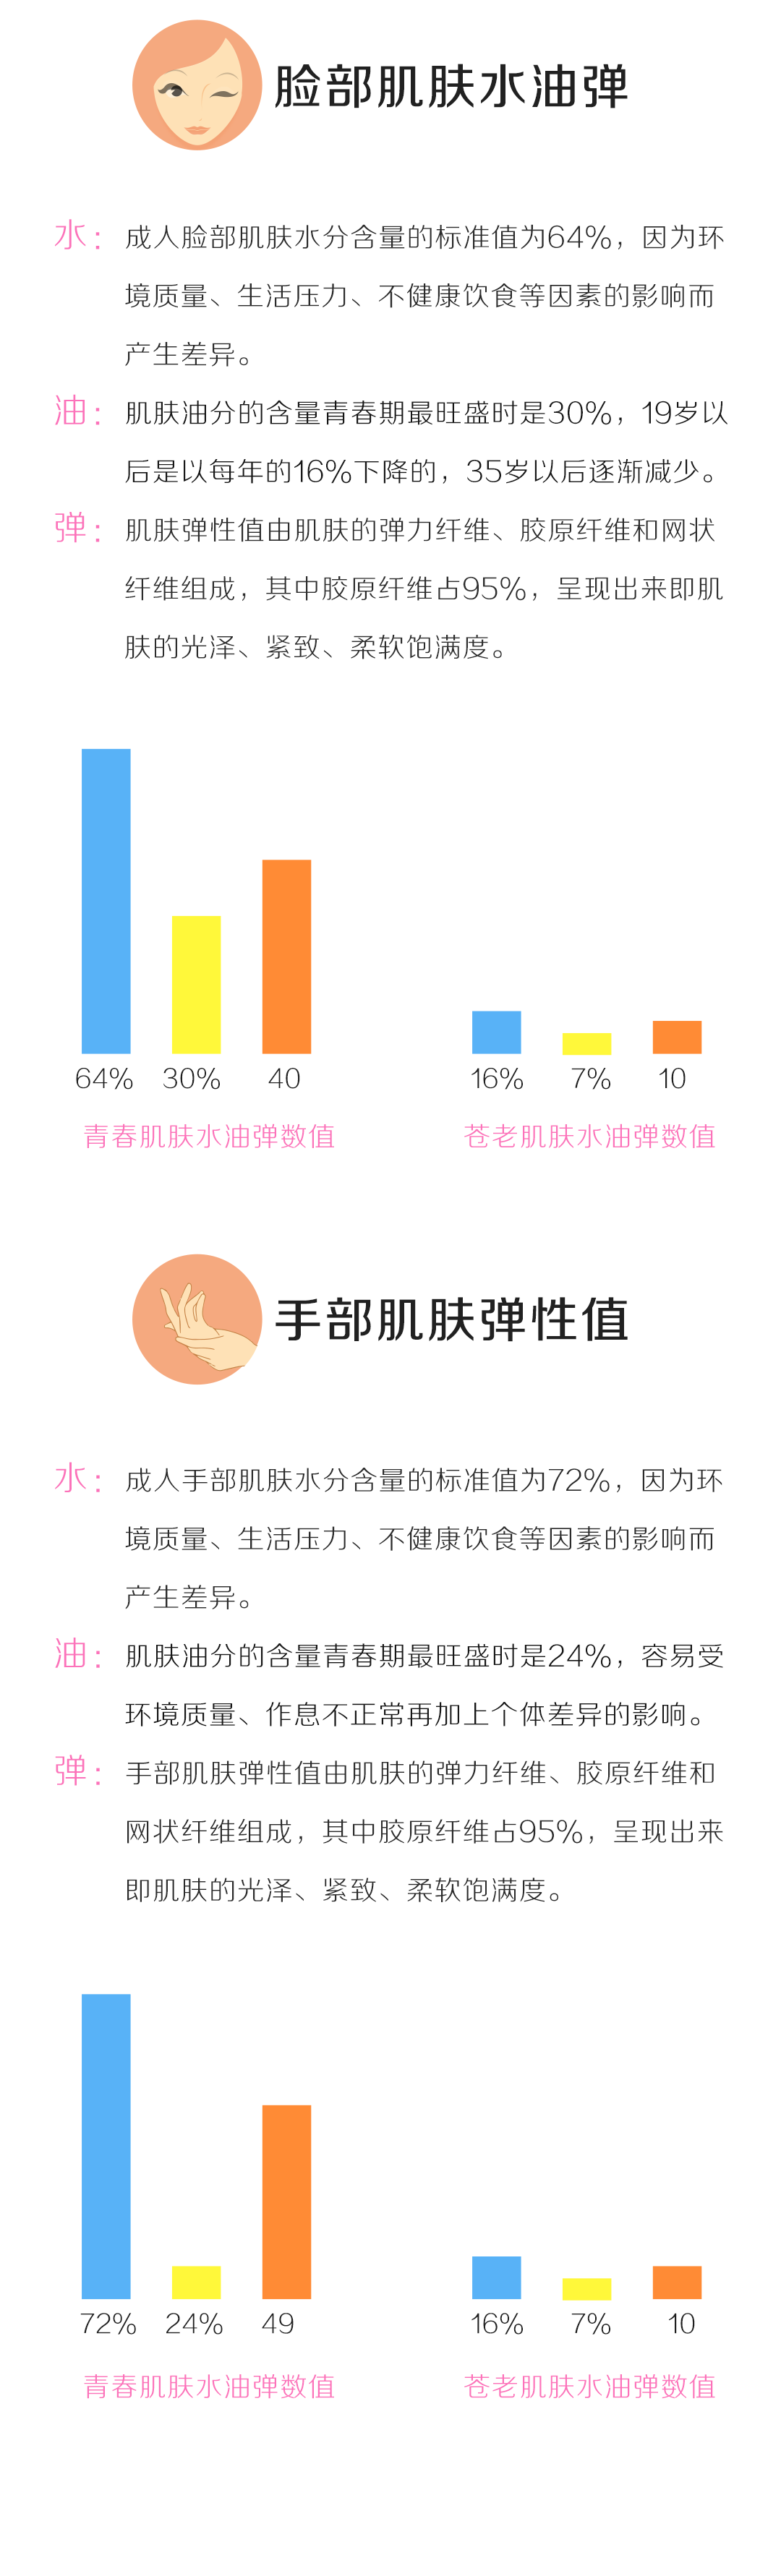 脸部肌肤水油弹
水：成人脸部肌肤水分含量的标准值为64%，因为环
境质量、生活压力、不健康饮食等因素的影响而
产生差异。
油：肌肤油分的含量青春期最旺盛时是30%，19岁以
后是以每年的16%下降的，35岁以后逐渐减少。
弹：肌肤弹性值由肌肤的弹力纤维、胶原纤维和网状
纤维组成，其中胶原纤维占95%，呈现出来即肌
肤的光泽、紧致、柔软饱满度。
64% 30% 40 16% 7% 10
青春肌肤水油弹数值 苍老肌肤水油弹数值
手部肌肤弹性值
水：成人手部肌肤水分含量的标准值为72%，因为环
境质量、生活压力、不健康饮食等因素的影响而
产生差异。
油：肌肤油分的含量青春期最旺盛时是24%，容易受
环境质量、作息不正常再加上个体差异的影响。
弹：手部肌肤弹性值由肌肤的弹力纤维、胶原纤维和
网状纤维组成，其中胶原纤维占95%，呈现出来
即肌肤的光泽、紧致、柔软饱满度。
72% 24% 49 16% 7% 10
青春肌肤水油弹数值 苍老肌肤水油弹数值